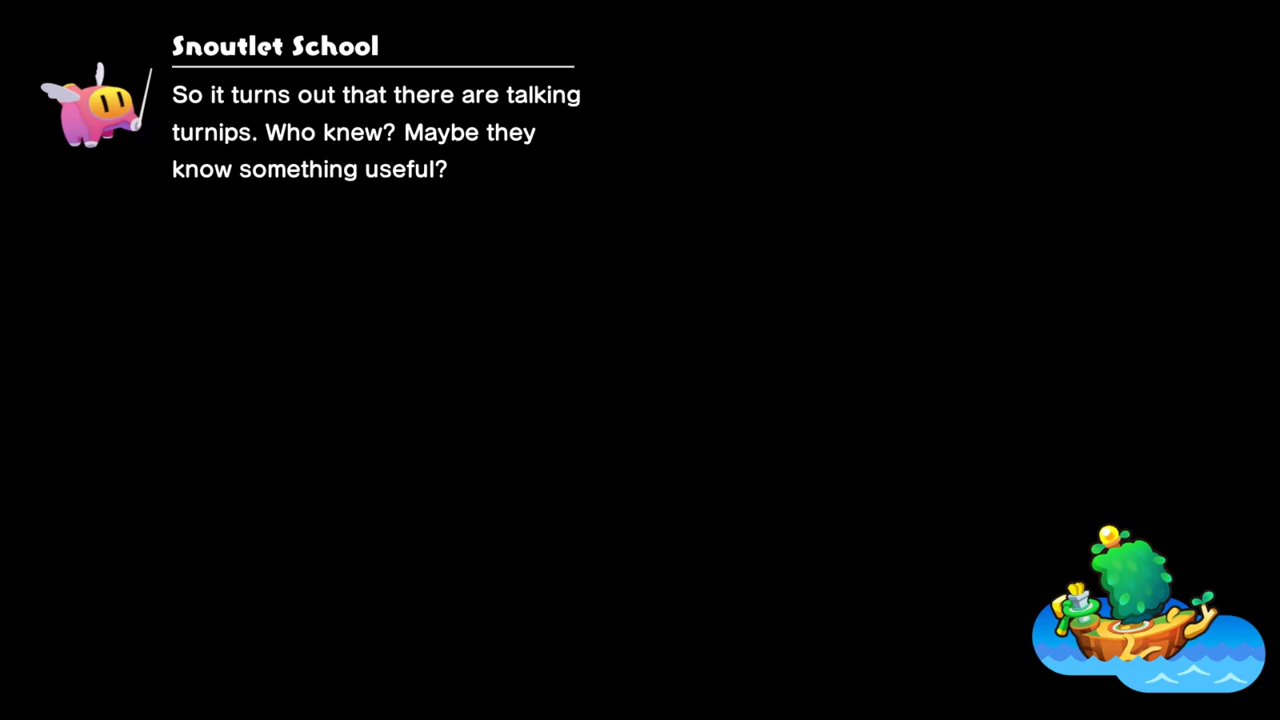 Snoutlet School
So it turns out that there are talking
turnips. Who knew? Maybe they
know something useful?